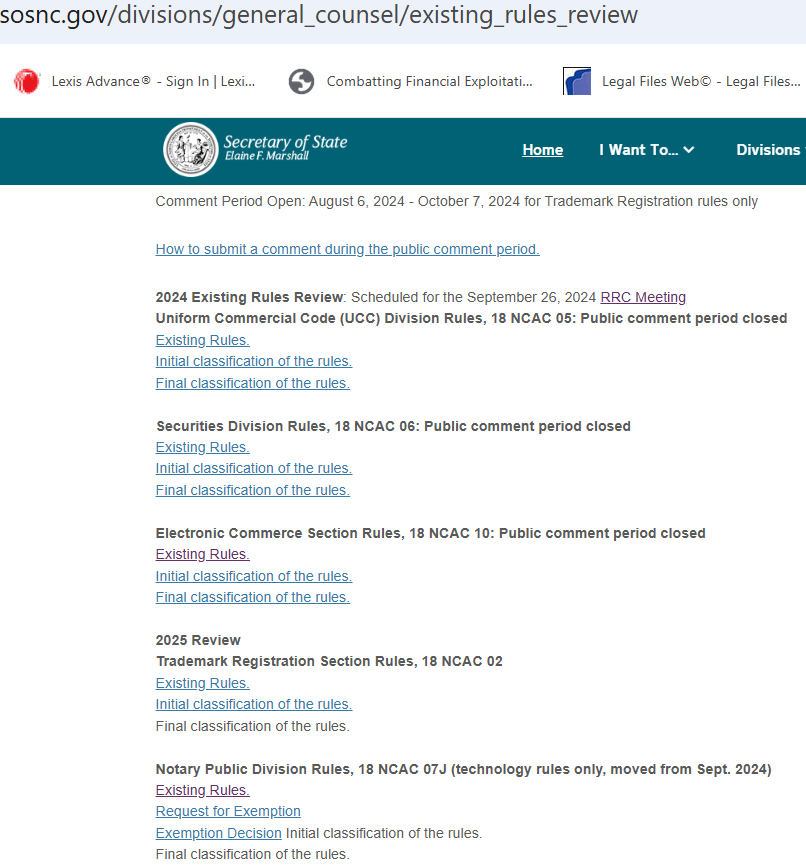 sosnc.gov/divisions/general_counsel/existing_rules_review
Lexis Advance® - Sign In | Lexi... Combatting Financial Exploitati... Legal Files Web© - Legal Files...
Secretary of State
Elaine F. Marshall
Home I Want To... Divisions
Comment Period Open: August 6, 2024 - October 7, 2024 for Trademark Registration rules only
How to submit a comment during the public comment period.
2024 Existing Rules Review: Scheduled for the September 26, 2024 RRC Meeting
Uniform Commercial Code (UCC) Division Rules, 18 NCAC 05: Public comment period closed
Existing Rules.
Initial classification of the rules.
Final classification of the rules.
Securities Division Rules, 18 NCAC 06: Public comment period closed
Existing Rules.
Initial classification of the rules.
Final classification of the rules.
Electronic Commerce Section Rules, 18 NCAC 10: Public comment period closed
Existing Rules.
Initial classification of the rules.
Final classification of the rules.
2025 Review
Trademark Registration Section Rules, 18 NCAC 02
Existing Rules.
Initial classification of the rules.
Final classification of the rules.
Notary Public Division Rules, 18 NCAC 07J (technology rules only, moved from Sept. 2024)
Existing Rules.
Request for Exemption
Exemption Decision Initial classification of the rules.
Final classification of the rules.